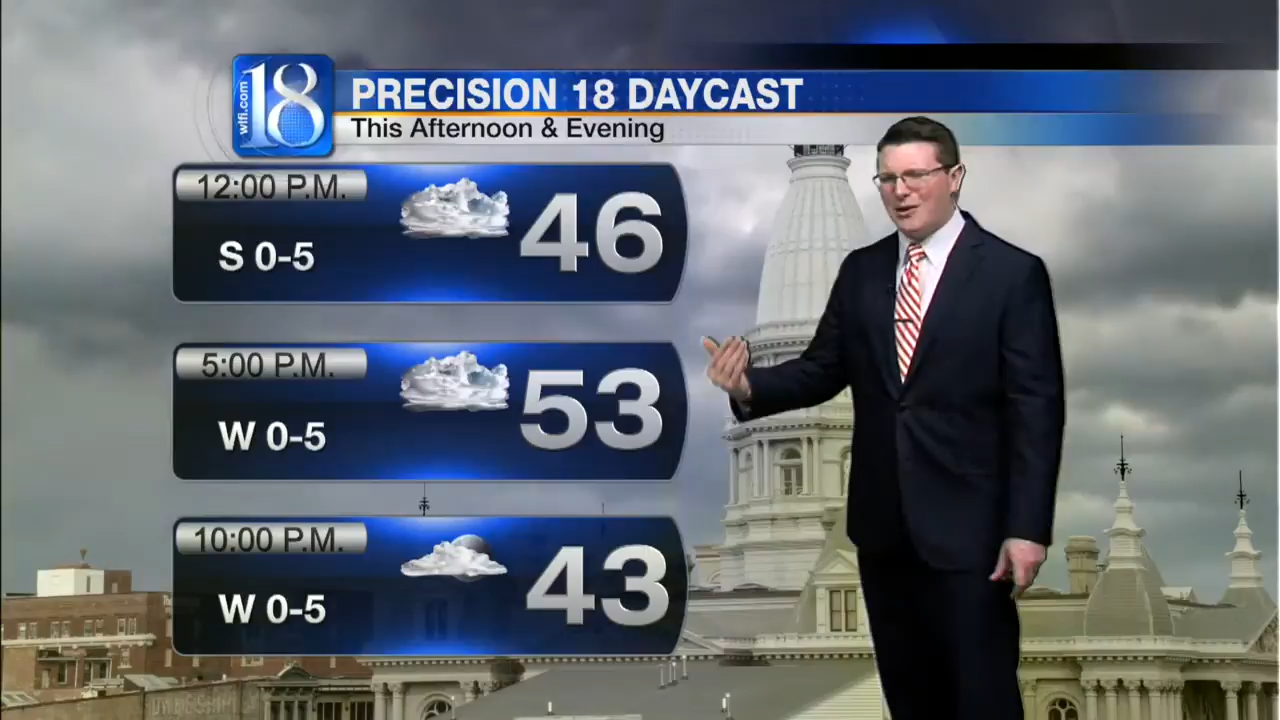 wlfi.com
18
PRECISION 18 DAYCAST
This Afternoon & Evening
12:00 P.M.
46
S 0-5
5:00 P.M.
53
W 0-5
10:00 P.M.
43
W 0-5